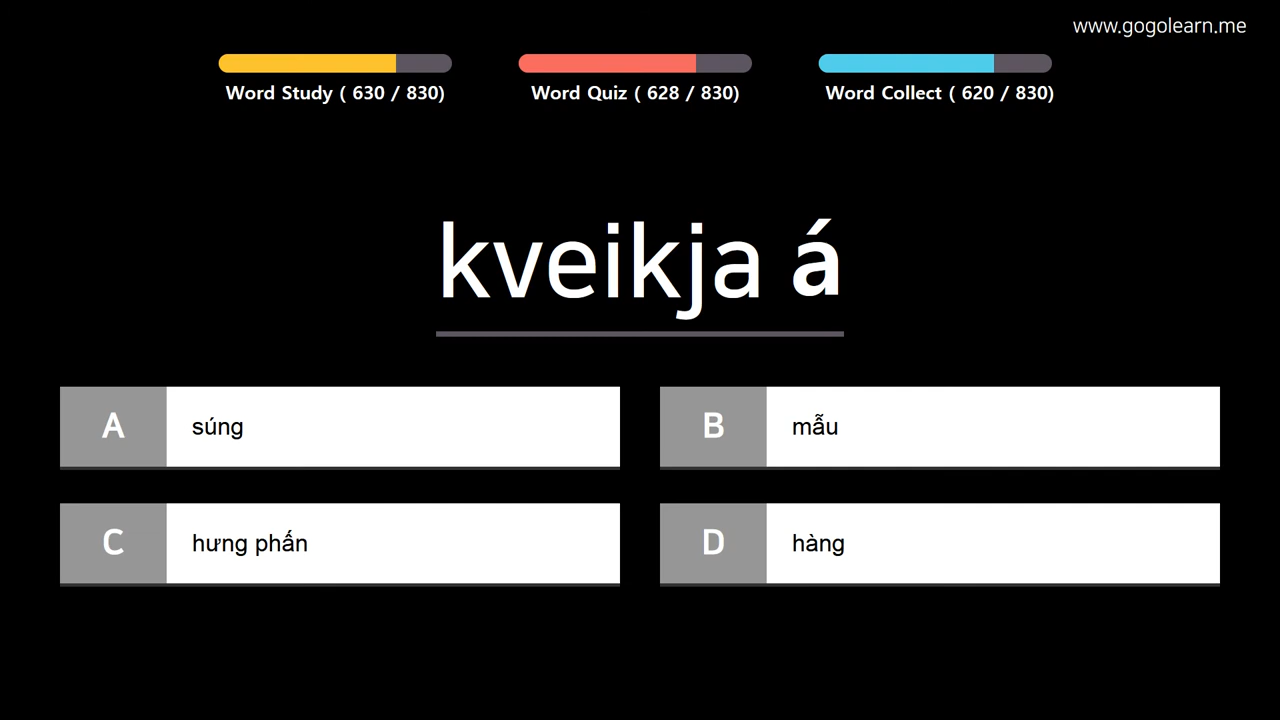 www.gogolearn.me
Word Study ( 630 / 830)
Word Quiz ( 628 / 830)
Word Collect ( 620 / 830)
kveikja á
A
súng
B
mẫu
C
hưng phấn
D
hàng